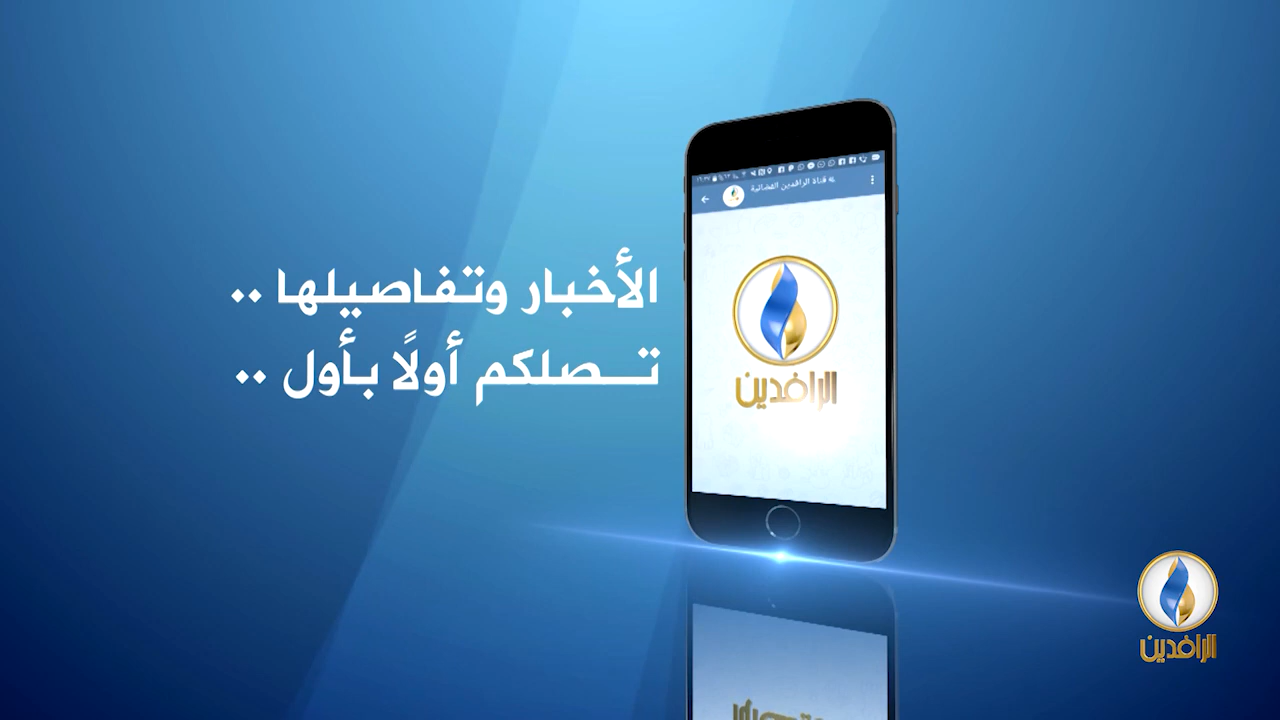 الأخبار وتفاصيلها ..
تــصلكم أولًا بأول ..
قناة الرافدين الفضائية
الرافدين
الرافدين